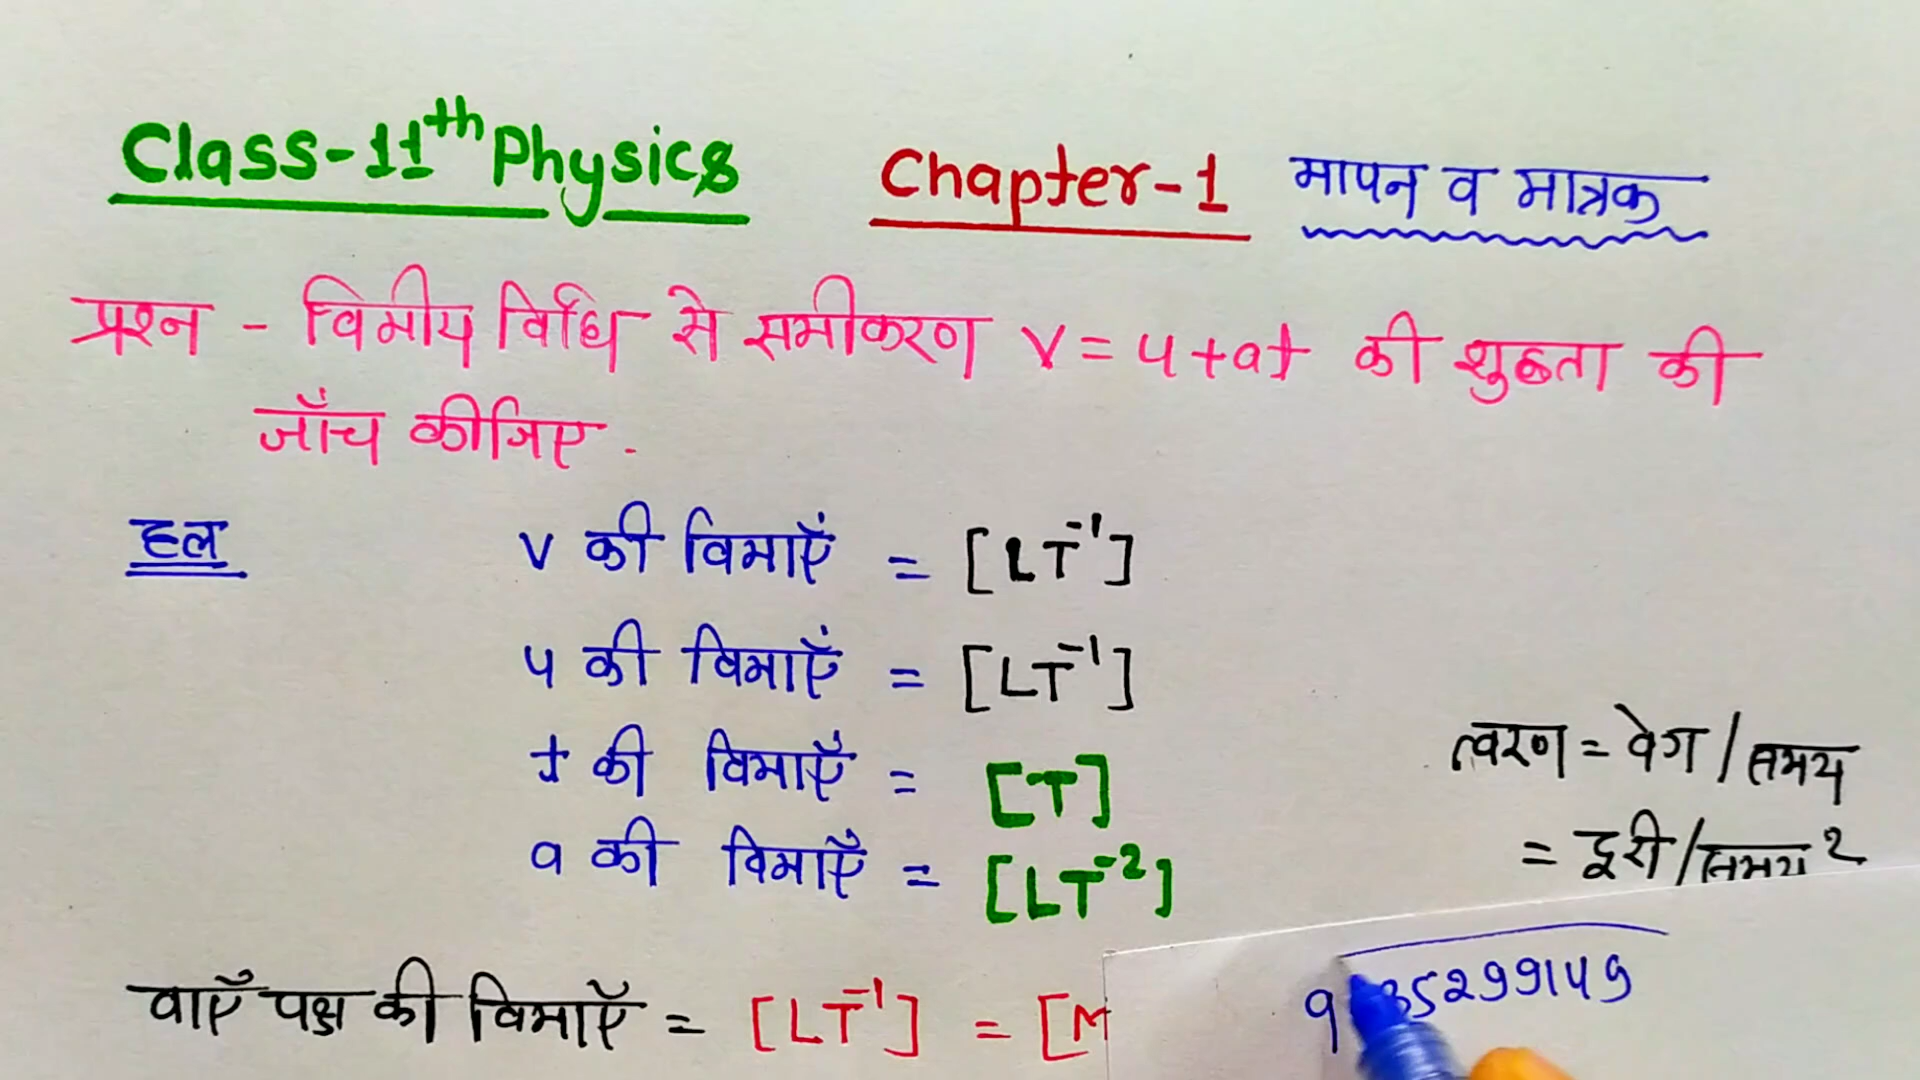 Class-11th Physics Chapter-1 मापन व मात्रक
प्रश्न - विमीय विधि से समीकरण v = u + at की शुद्धता की
जाँच कीजिए.
हल
v की विमाएँ = [LT⁻¹]
u की विमाएँ = [LT⁻¹]
t की विमाएँ = [T]
a की विमाएँ = [LT⁻²]
त्वरण = वेग / समय
= दूरी / समय²
वाएँ पक्ष की विमाएँ = [LT⁻¹] = [M